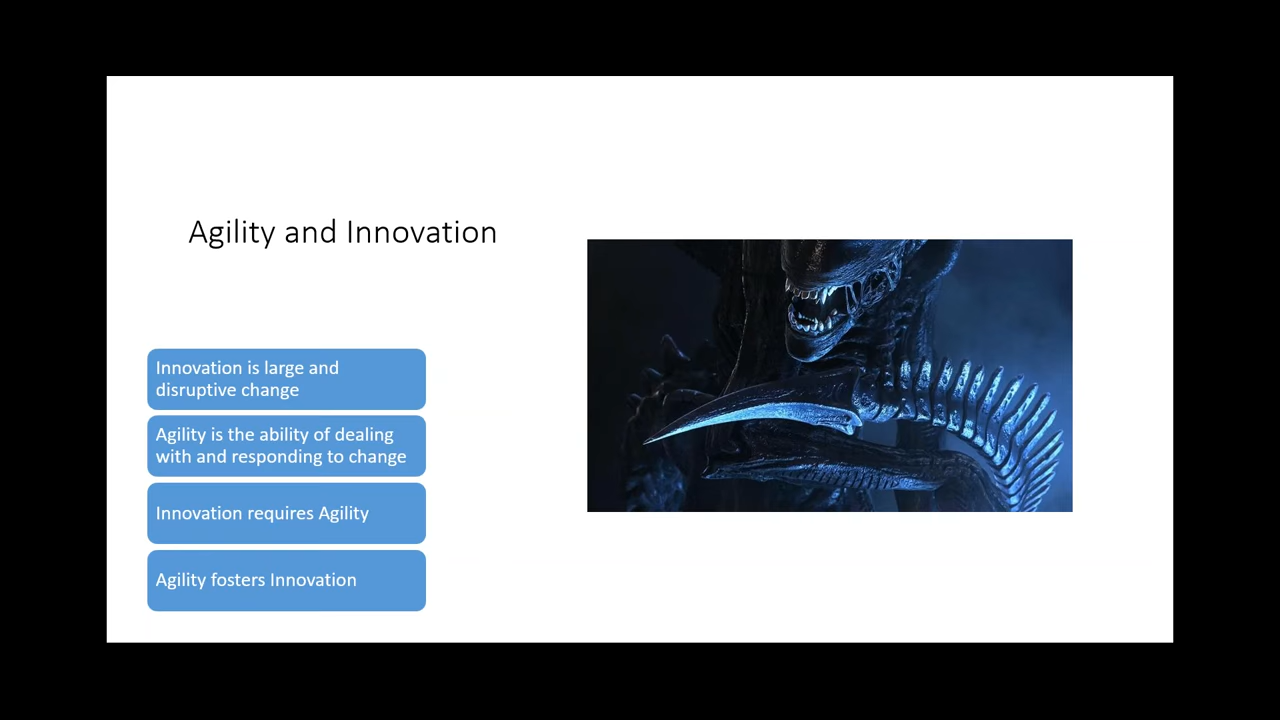 Agility and Innovation
Innovation is large and
disruptive change
Agility is the ability of dealing
with and responding to change
Innovation requires Agility
Agility fosters Innovation